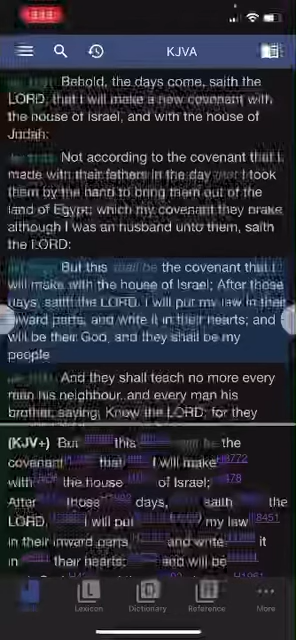 KJVA
Behold, the days come, saith the
LORD, that I will make a new covenant with
the house of Israel, and with the house of
Judah:
Not according to the covenant that I
made with their fathers in the day that I took
them by the hand to bring them out of the
land of Egypt; which my covenant they brake
although I was an husband unto them, saith
the LORD:
But this shall be the covenant that I
will make with the house of Israel; After those
days, saith the LORD, I will put my law in their
inward parts, and write it in their hearts; and
will be their God, and they shall be my
people
And they shall teach no more every
man his neighbour, and every man his
brother, saying, Know the LORD; for they
(KJV+) But this the
covenant that I will make
with the house of Israel; 478
After those days, saith the
LORD, I will put my law 8451
in their inward parts, and write it
in their hearts; and will be
Lexicon Dictionary Reference More